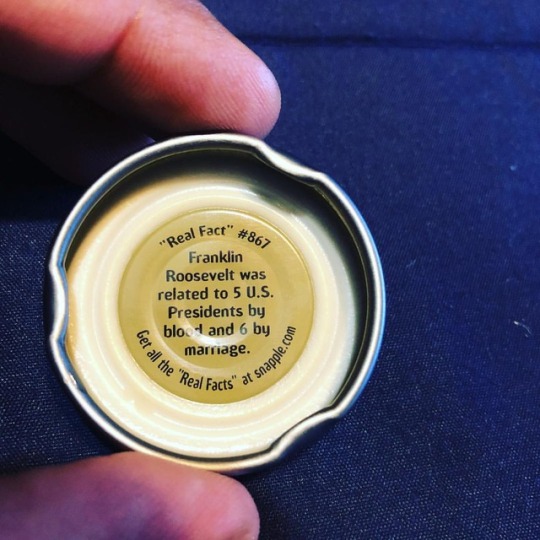 "Real Fact" #867
Franklin
Roosevelt was
related to 5 U.S.
Presidents by
blood and 6 by
marriage.
Get all the "Real Facts" at snapple.com